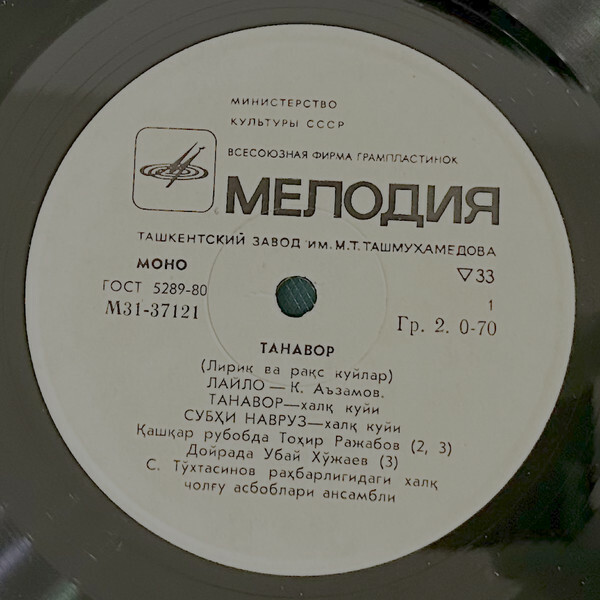 МИНИСТЕРСТВО
КУЛЬТУРЫ СССР
ВСЕСОЮЗНАЯ ФИРМА ГРАМПЛАСТИНОК
МЕЛОДИЯ
ТАШКЕНТСКИЙ ЗАВОД ИМ. М.Т. ТАШМУХАМЕДОВА
МОНО
▽33
ГОСТ 5289-80
1
М31-37121
Гр. 2. 0-70
ТАНАВОР
(Лирик ва рақс куйлар)
ЛАЙЛО — К. Аъзамов.
ТАНАВОР—халқ куйи
СУБҲИ НАВРУЗ—халқ куйи
Қашқар рубобда Тоҳир Ражабов (2, 3)
Дойрада Убай Хўжаев (3)
С. Тўхтасинов раҳбарлигидаги халқ
чолғу асбоблари ансамбли